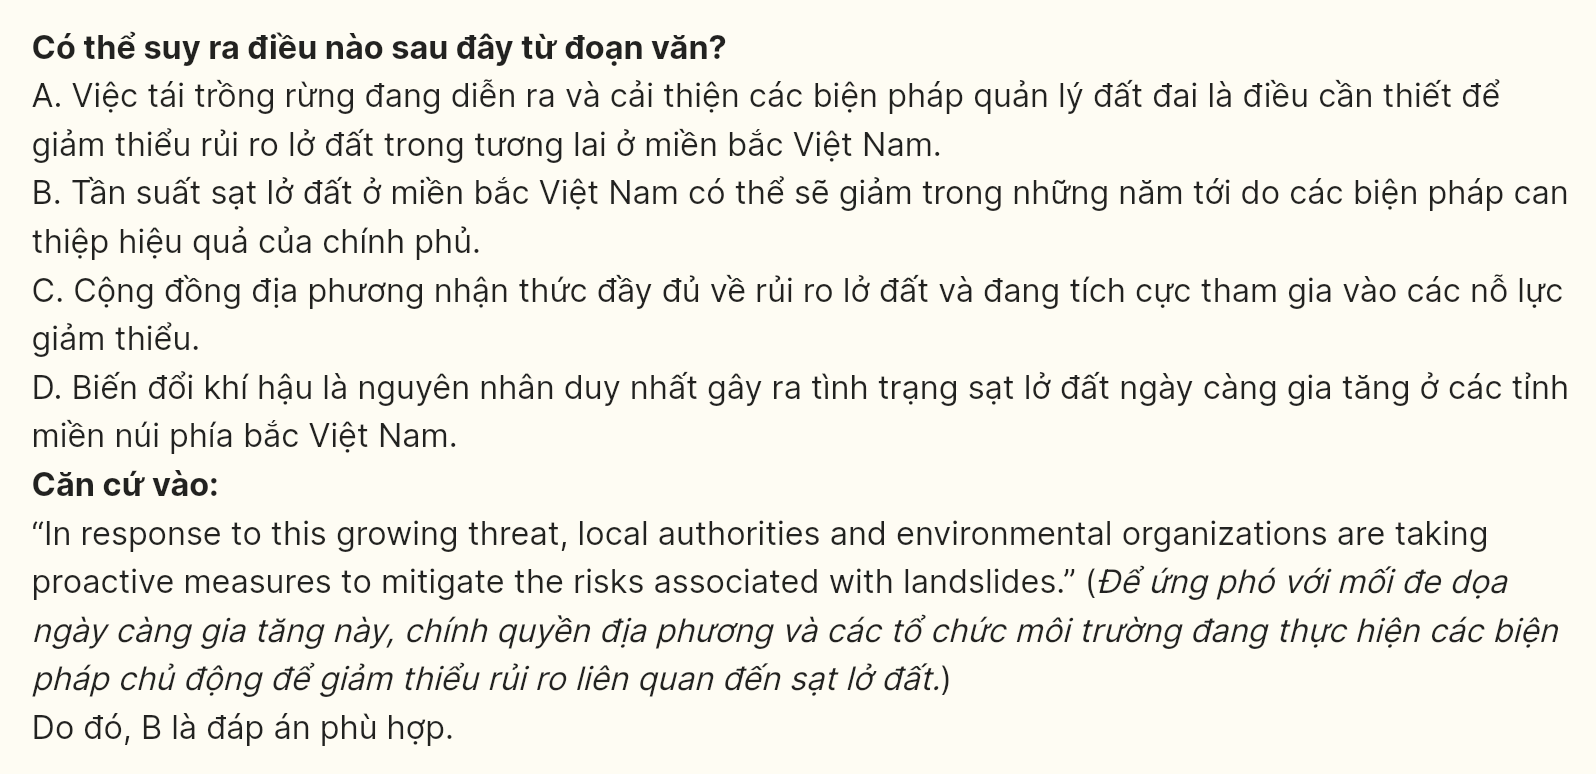 Có thể suy ra điều nào sau đây từ đoạn văn?
A. Việc tái trồng rừng đang diễn ra và cải thiện các biện pháp quản lý đất đai là điều cần thiết để
giảm thiểu rủi ro lở đất trong tương lai ở miền bắc Việt Nam.
B. Tần suất sạt lở đất ở miền bắc Việt Nam có thể sẽ giảm trong những năm tới do các biện pháp can
thiệp hiệu quả của chính phủ.
C. Cộng đồng địa phương nhận thức đầy đủ về rủi ro lở đất và đang tích cực tham gia vào các nỗ lực
giảm thiểu.
D. Biến đổi khí hậu là nguyên nhân duy nhất gây ra tình trạng sạt lở đất ngày càng gia tăng ở các tỉnh
miền núi phía bắc Việt Nam.
Căn cứ vào:
“In response to this growing threat, local authorities and environmental organizations are taking
proactive measures to mitigate the risks associated with landslides.” (Để ứng phó với mối đe dọa
ngày càng gia tăng này, chính quyền địa phương và các tổ chức môi trường đang thực hiện các biện
pháp chủ động để giảm thiểu rủi ro liên quan đến sạt lở đất.)
Do đó, B là đáp án phù hợp.